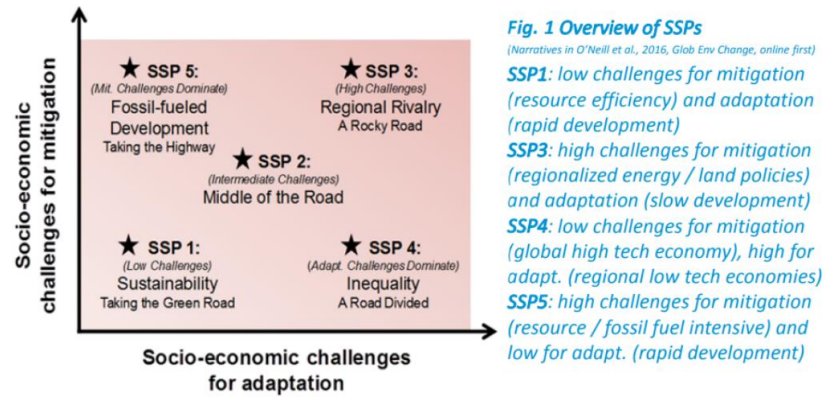 Socio-economic
challenges for mitigation
★ SSP 5:
(Mit. Challenges Dominate)
Fossil-fueled
Development
Taking the Highway
★ SSP 3:
(High Challenges)
Regional Rivalry
A Rocky Road
★ SSP 2:
(Intermediate Challenges)
Middle of the Road
★ SSP 1:
(Low Challenges)
Sustainability
Taking the Green Road
★ SSP 4:
(Adapt. Challenges Dominate)
Inequality
A Road Divided
Socio-economic challenges
for adaptation
Fig. 1 Overview of SSPs
(Narratives in O'Neill et al., 2016, Glob Env Change, online first)
SSP1: low challenges for mitigation
(resource efficiency) and adaptation
(rapid development)
SSP3: high challenges for mitigation
(regionalized energy / land policies)
and adaptation (slow development)
SSP4: low challenges for mitigation
(global high tech economy), high for
adapt. (regional low tech economies)
SSP5: high challenges for mitigation
(resource / fossil fuel intensive) and
low for adapt. (rapid development)